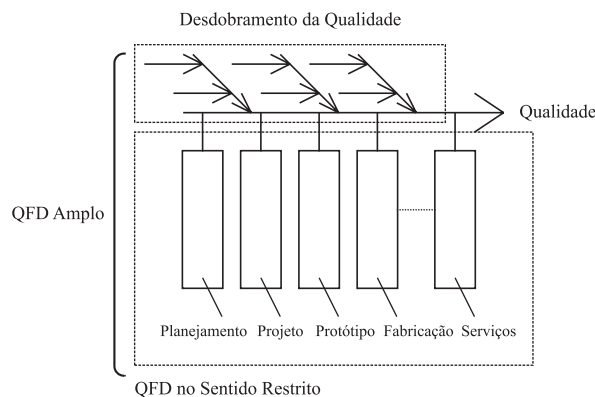 Desdobramento da Qualidade
Qualidade
QFD Amplo
Planejamento Projeto Protótipo Fabricação Serviços
QFD no Sentido Restrito